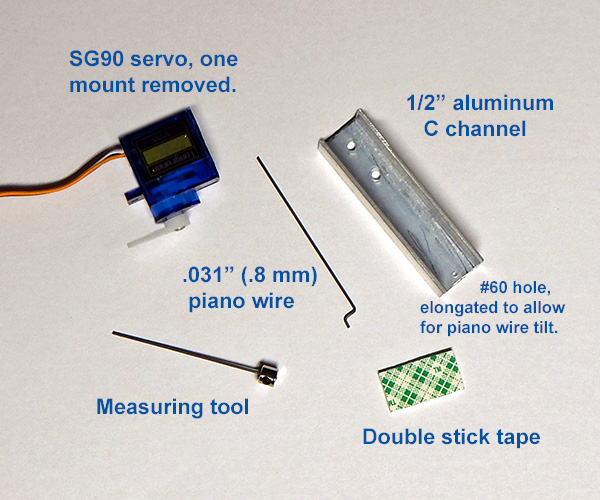 SG90 servo, one
mount removed.
1/2” aluminum
C channel
.031” (.8 mm)
piano wire
#60 hole,
elongated to allow
for piano wire tilt.
Measuring tool
Double stick tape